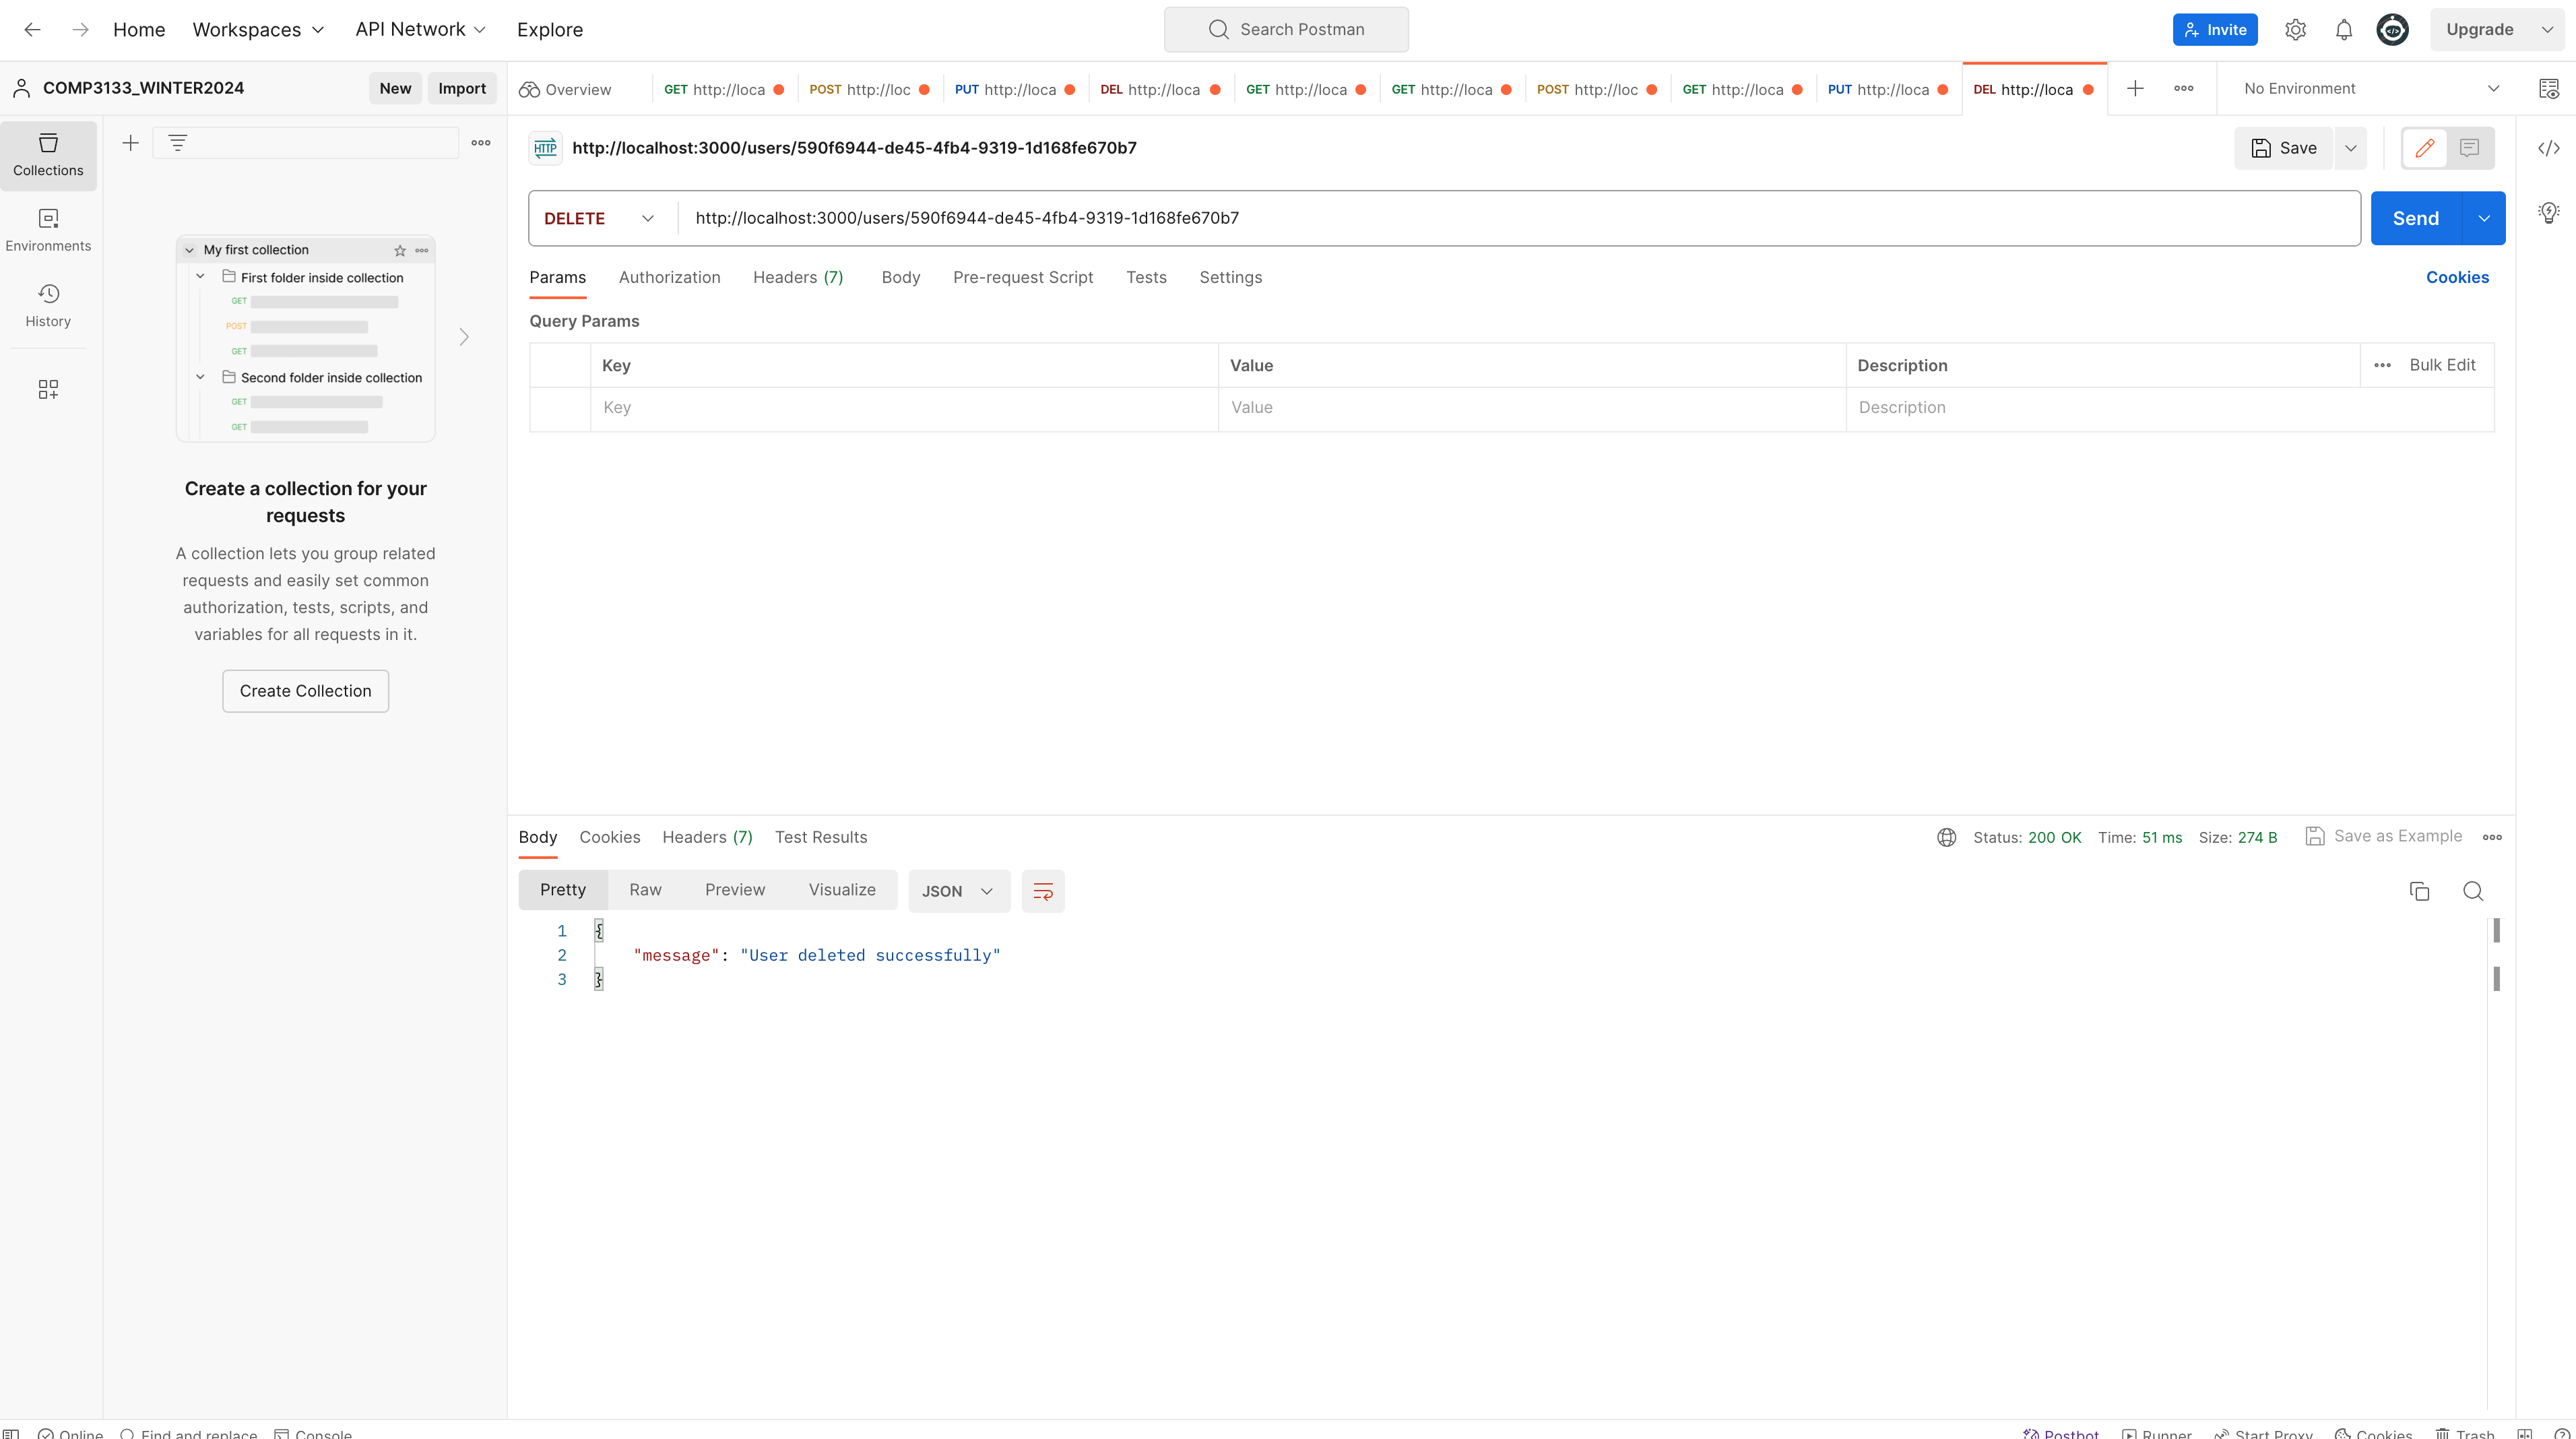 Home Workspaces API Network Explore Search Postman Invite Upgrade
COMP3133_WINTER2024 New Import Overview GET http://loca POST http://loc PUT http://loca DEL http://loca GET http://loca GET http://loca POST http://loc GET http://loca PUT http://loca DEL http://loca No Environment
Collections
Environments
History
My first collection
First folder inside collection
GET
POST
GET
Second folder inside collection
GET
GET
Create a collection for your
requests
A collection lets you group related
requests and easily set common
authorization, tests, scripts, and
variables for all requests in it.
Create Collection
HTTP http://localhost:3000/users/590f6944-de45-4fb4-9319-1d168fe670b7 Save
DELETE http://localhost:3000/users/590f6944-de45-4fb4-9319-1d168fe670b7 Send
Params Authorization Headers (7) Body Pre-request Script Tests Settings Cookies
Query Params
Key Value Description Bulk Edit
Key Value Description
Body Cookies Headers (7) Test Results Status: 200 OK Time: 51 ms Size: 274 B Save as Example
Pretty Raw Preview Visualize JSON
1 {
2 "message": "User deleted successfully"
3 }
Online Find and replace Console Postbot Runner Start Proxy Cookies Trash